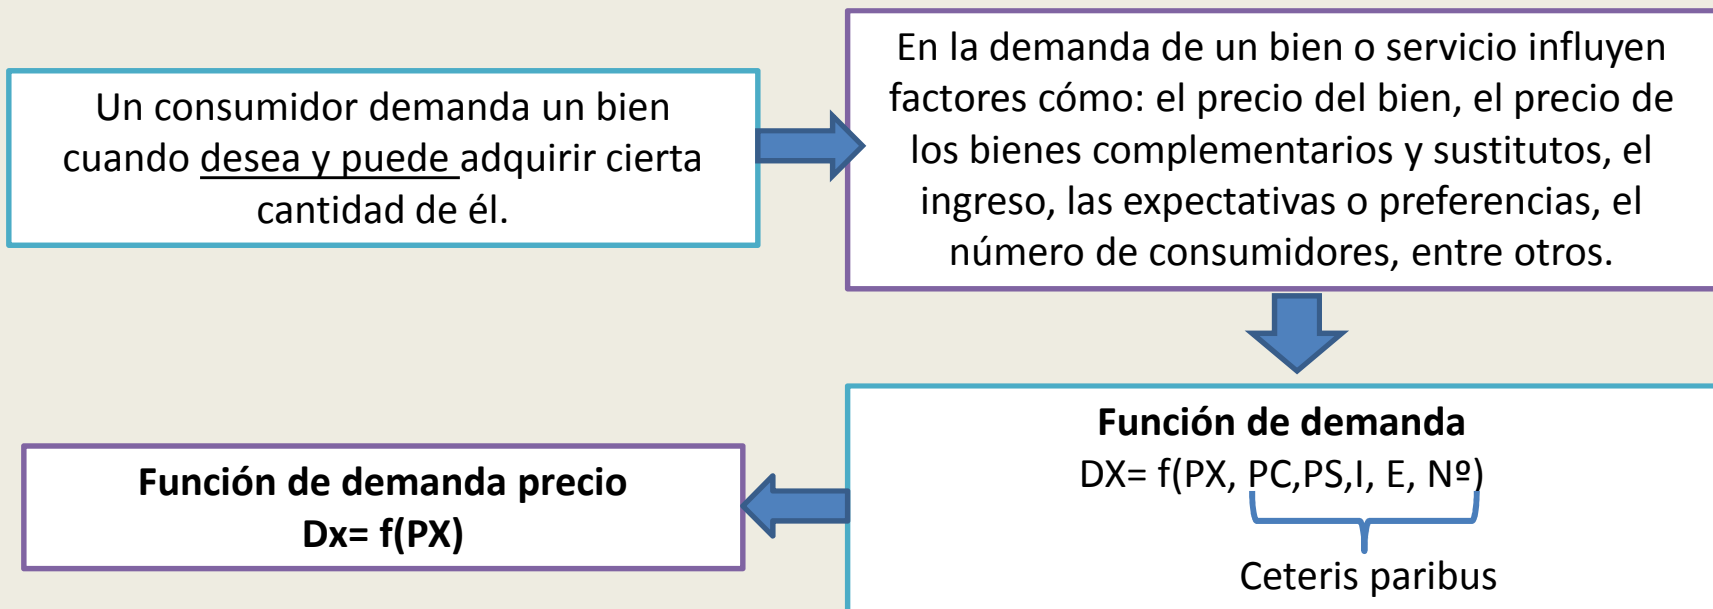 Un consumidor demanda un bien
cuando desea y puede adquirir cierta
cantidad de él.
En la demanda de un bien o servicio influyen
factores cómo: el precio del bien, el precio de
los bienes complementarios y sustitutos, el
ingreso, las expectativas o preferencias, el
número de consumidores, entre otros.
Función de demanda
DX= f(PX, PC,PS,I, E, Nº)
Ceteris paribus
Función de demanda precio
Dx= f(PX)